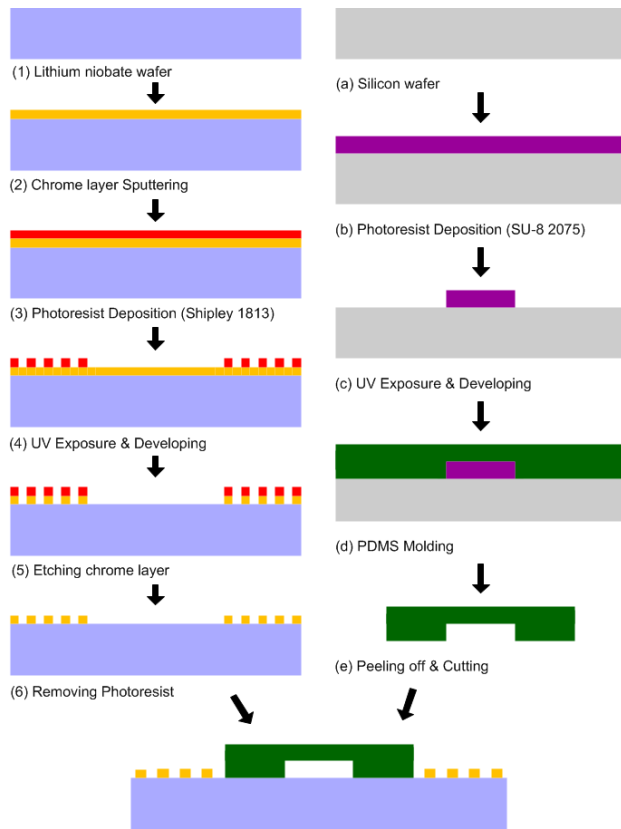 (1) Lithium niobate wafer
(2) Chrome layer Sputtering
(3) Photoresist Deposition (Shipley 1813)
(4) UV Exposure & Developing
(5) Etching chrome layer
(6) Removing Photoresist
(a) Silicon wafer
(b) Photoresist Deposition (SU-8 2075)
(c) UV Exposure & Developing
(d) PDMS Molding
(e) Peeling off & Cutting